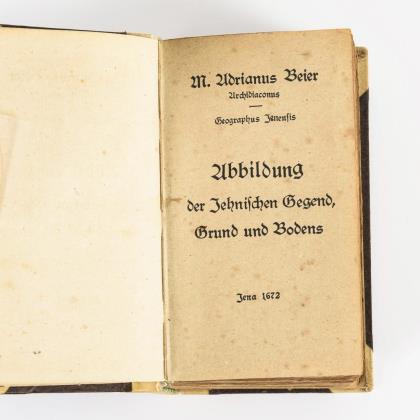 M. Adrianus Beier
Archidiaconus
Geographus Jenensis
Abbildung
der Jehnischen Gegend,
Grund und Bodens
Jena 1672